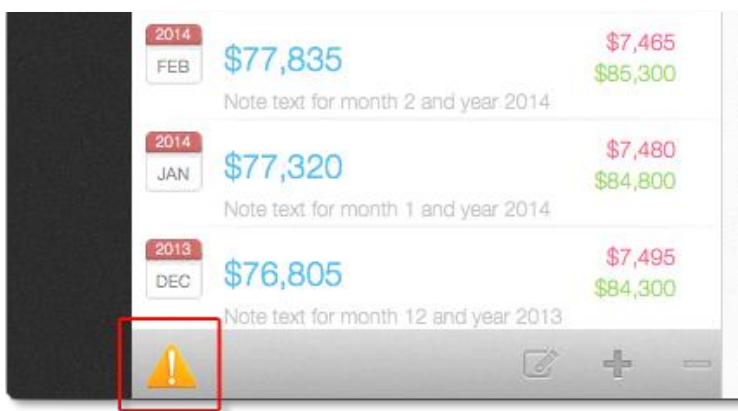 2014
FEB
$77,835
$7,465
$85,300
Note text for month 2 and year 2014
2014
JAN
$77,320
$7,480
$84,800
Note text for month 1 and year 2014
2013
DEC
$76,805
$7,495
$84,300
Note text for month 12 and year 2013